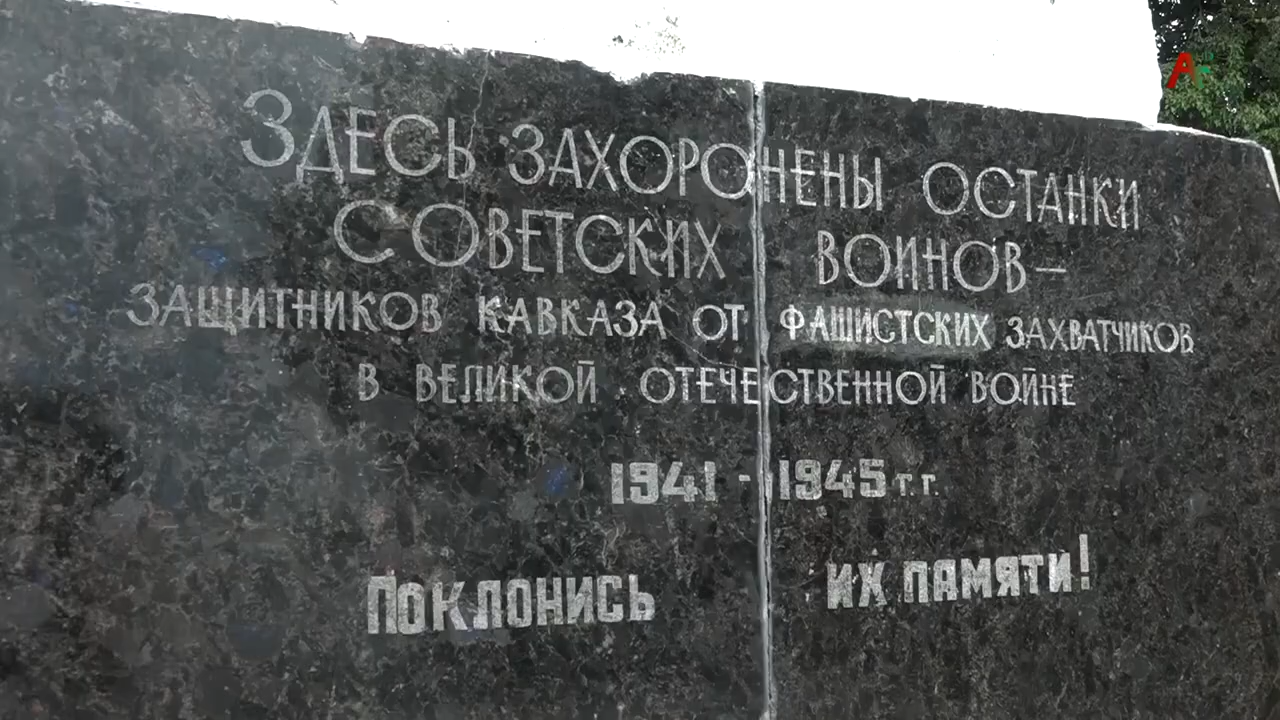 Здесь захоронены останки
советских воинов—
защитников Кавказа от фашистских захватчиков
в Великой Отечественной войне
1941 - 1945 г.г.
Поклонись их памяти!